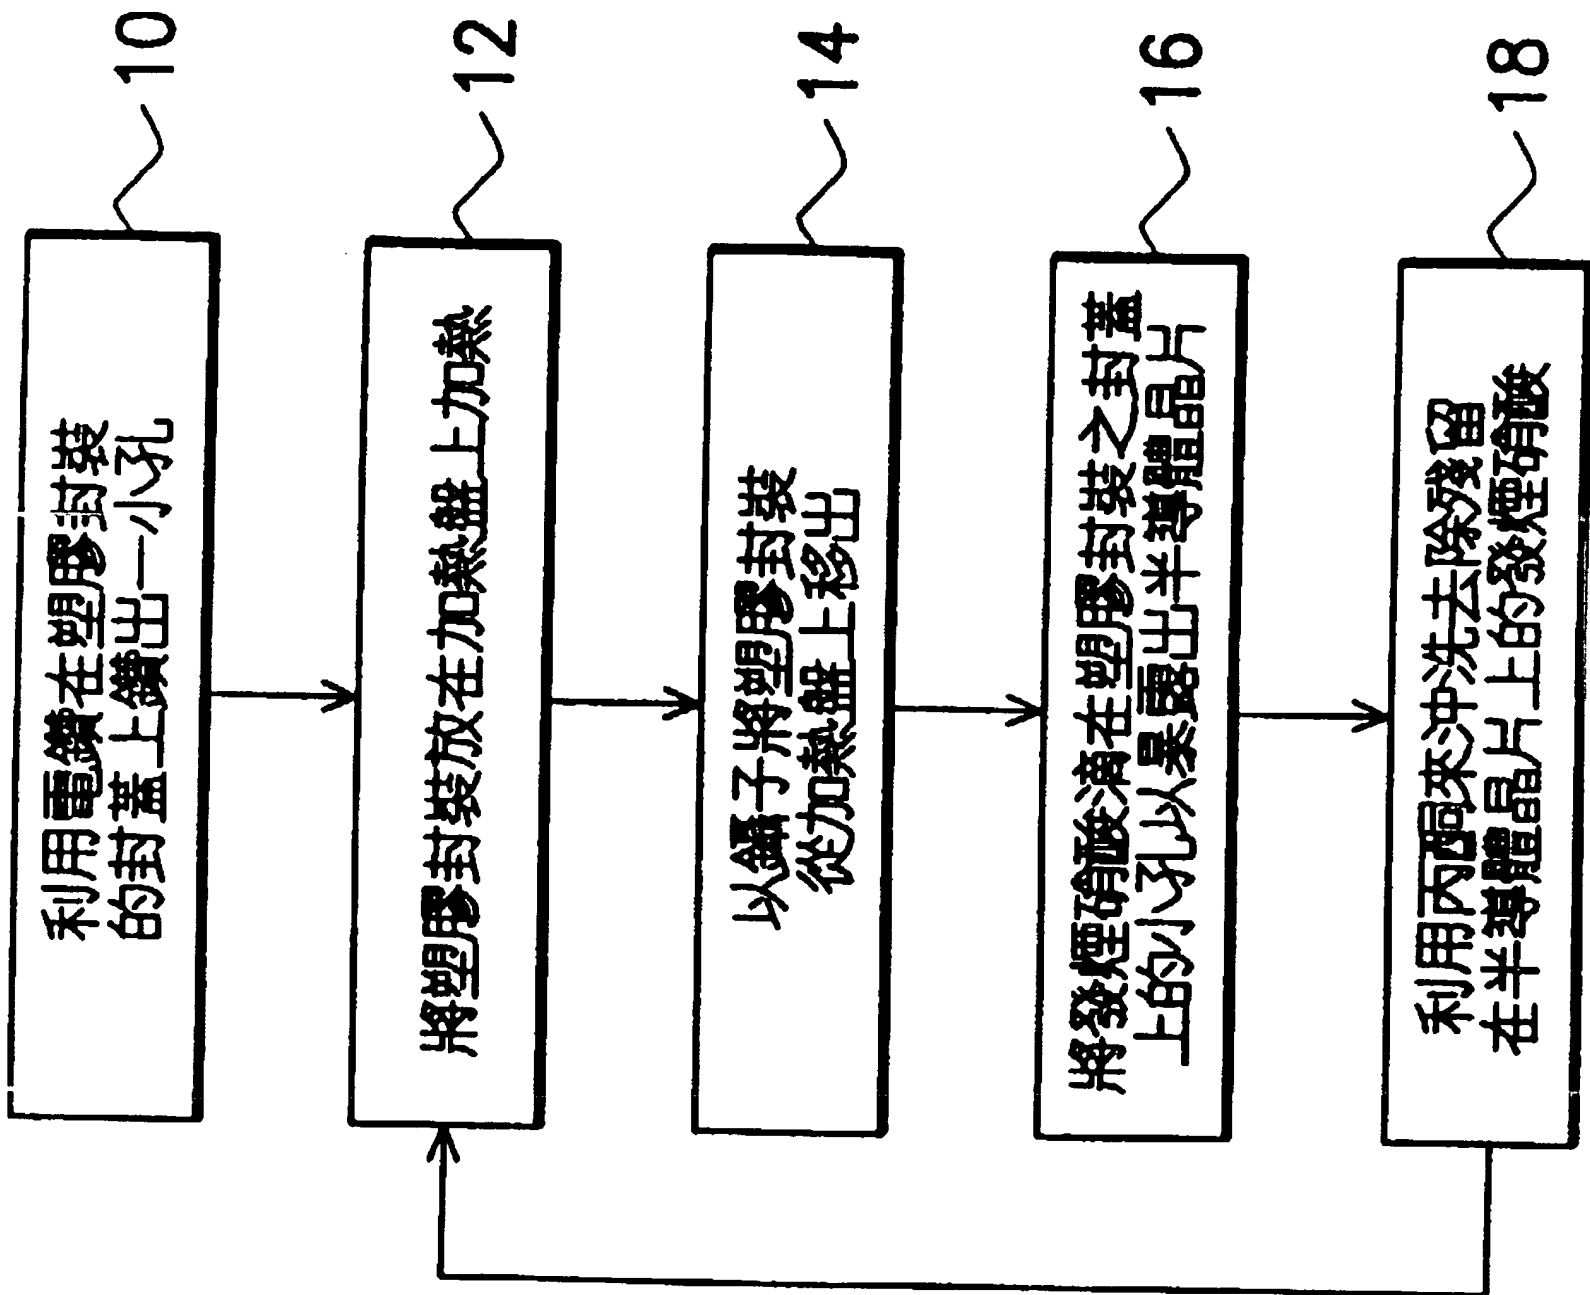 利用電鑽在塑膠封裝
的封蓋上鑽出一小孔
10
將塑膠封裝放在加熱盤上加熱
12
以鑷子將塑膠封裝
從加熱盤上移出
14
將發煙硝酸滴在塑膠封裝之封蓋
上的小孔以暴露出半導體晶片
16
利用丙酮來沖洗去除殘留
在半導體晶片上的發煙硝酸
18